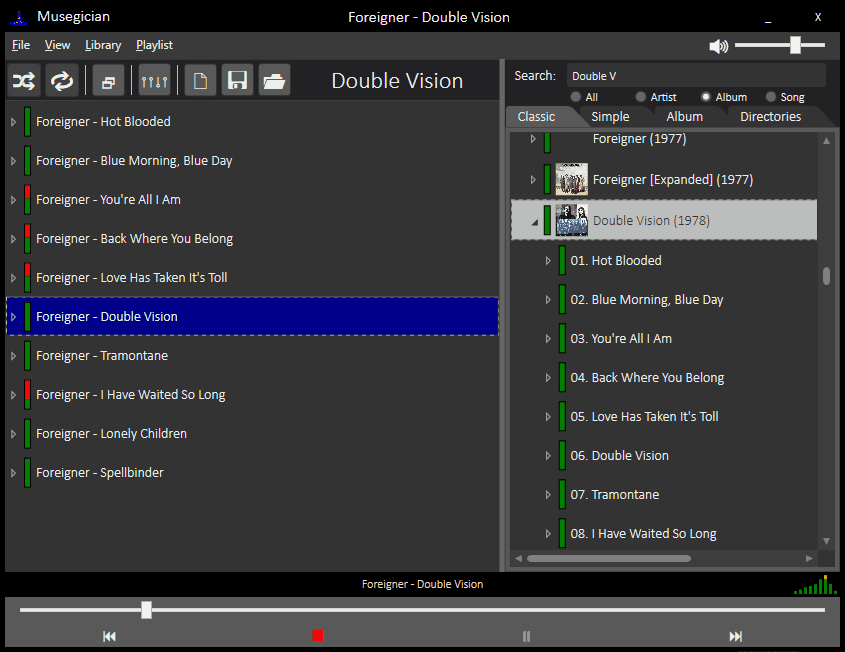 Musegician
Foreigner - Double Vision
_ X
File View Library Playlist
Double Vision
Foreigner - Hot Blooded
Foreigner - Blue Morning, Blue Day
Foreigner - You're All I Am
Foreigner - Back Where You Belong
Foreigner - Love Has Taken It's Toll
Foreigner - Double Vision
Foreigner - Tramontane
Foreigner - I Have Waited So Long
Foreigner - Lonely Children
Foreigner - Spellbinder
Search: Double V
All Artist Album Song
Classic Simple Album Directories
Foreigner (1977)
Foreigner [Expanded] (1977)
Double Vision (1978)
01. Hot Blooded
02. Blue Morning, Blue Day
03. You're All I Am
04. Back Where You Belong
05. Love Has Taken It's Toll
06. Double Vision
07. Tramontane
08. I Have Waited So Long
Foreigner - Double Vision